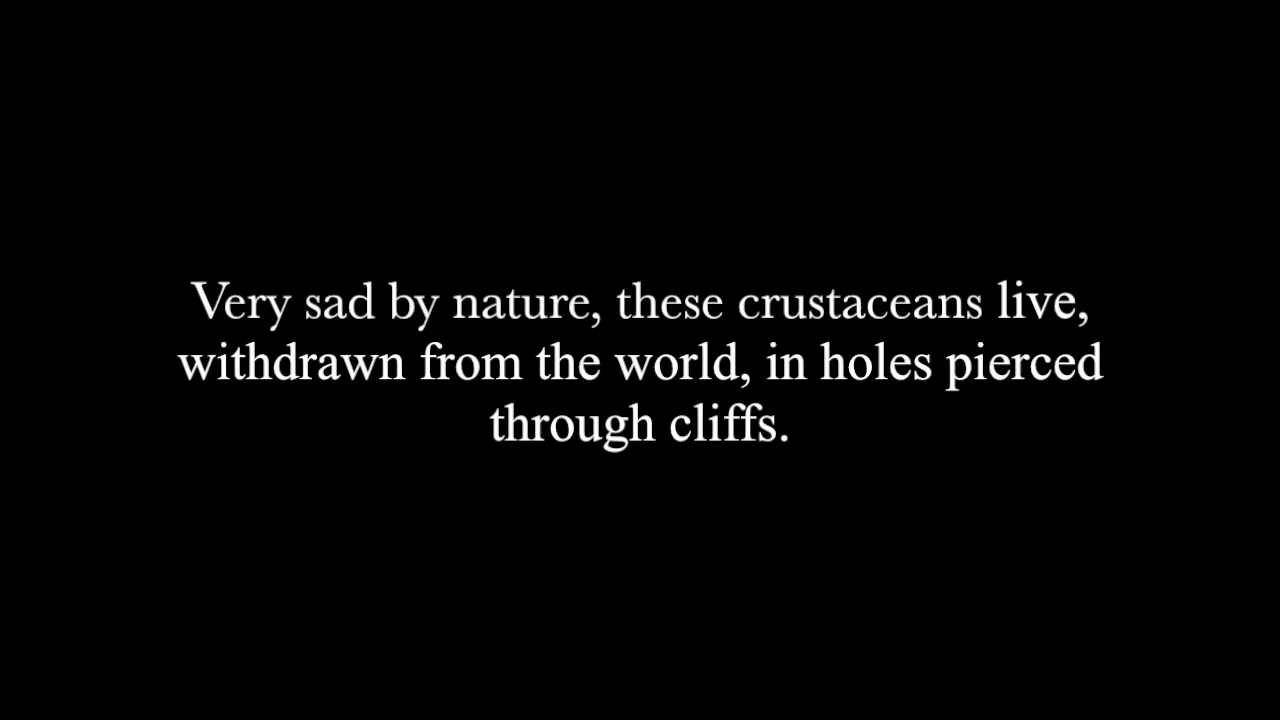 Very sad by nature, these crustaceans live,
withdrawn from the world, in holes pierced
through cliffs.